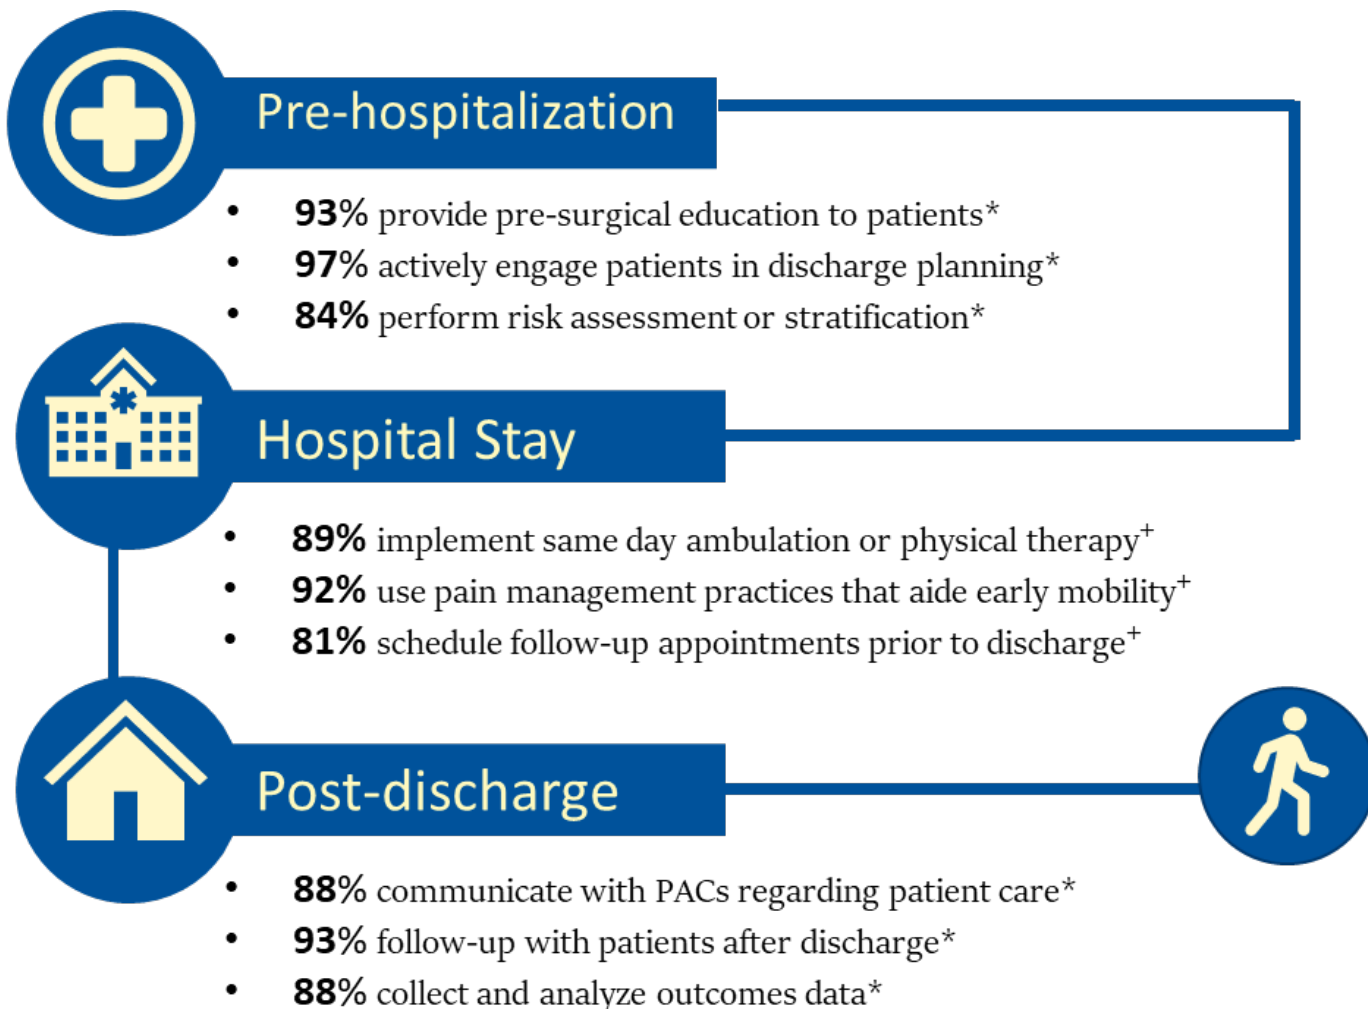 Pre-hospitalization
• 93% provide pre-surgical education to patients*
• 97% actively engage patients in discharge planning*
• 84% perform risk assessment or stratification*
Hospital Stay
• 89% implement same day ambulation or physical therapy+
• 92% use pain management practices that aide early mobility+
• 81% schedule follow-up appointments prior to discharge+
Post-discharge
• 88% communicate with PACs regarding patient care*
• 93% follow-up with patients after discharge*
• 88% collect and analyze outcomes data*